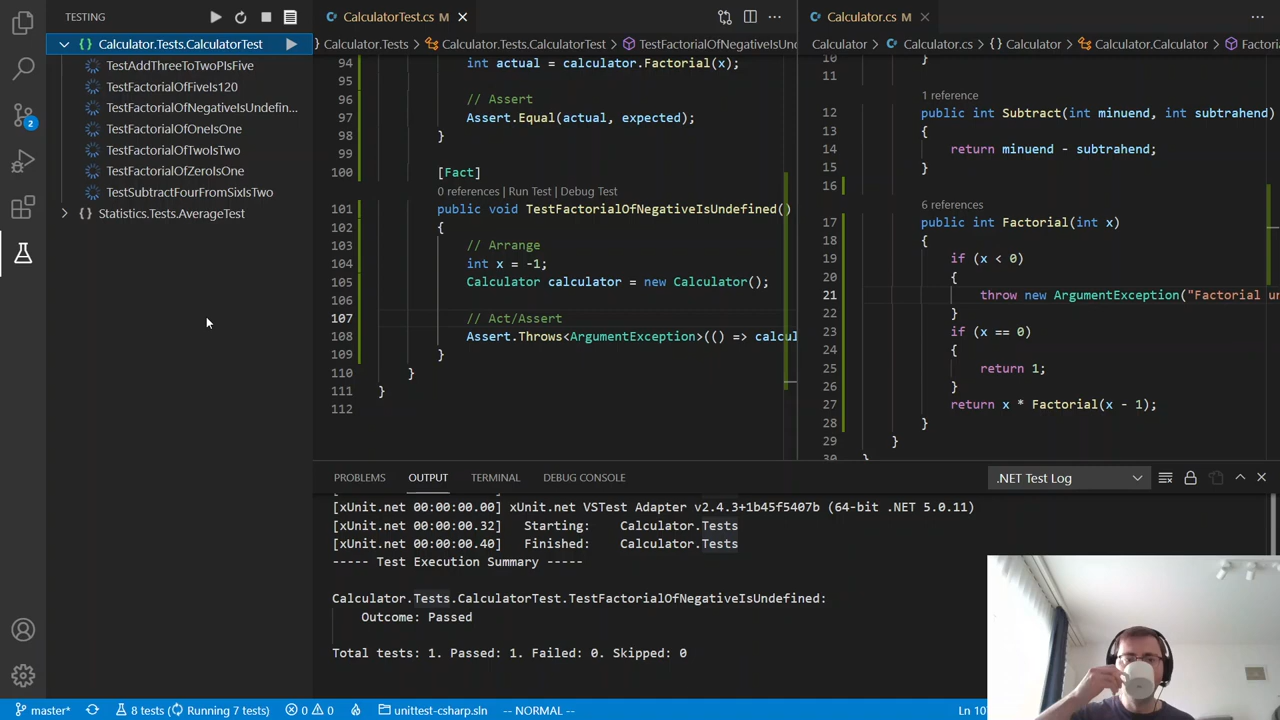 TESTING
Calculator.Tests.CalculatorTest
TestAddThreeToTwoPIsFive
TestFactorialOfFiveIs120
TestFactorialOfNegativeIsUndefin...
TestFactorialOfOneIsOne
TestFactorialOfTwoIsTwo
TestFactorialOfZeroIsOne
TestSubtractFourFromSixIsTwo
Statistics.Tests.AverageTest
2
CalculatorTest.cs M
Calculator.Tests > Calculator.Tests.CalculatorTest > TestFactorialOfNegativeIsUnd
94 int actual = calculator.Factorial(x);
95
96 // Assert
97 Assert.Equal(actual, expected);
98 }
99
100 [Fact]
0 references | Run Test | Debug Test
101 public void TestFactorialOfNegativeIsUndefined()
102 {
103 // Arrange
104 int x = -1;
105 Calculator calculator = new Calculator();
106
107 // Act/Assert
108 Assert.Throws<ArgumentException>(() => calcul
109 }
110 }
111 }
112
Calculator.cs M
Calculator > Calculator.cs > {} Calculator > Calculator.Calculator > Factori
10 }
11
1 reference
12 public int Subtract(int minuend, int subtrahend)
13 {
14 return minuend - subtrahend;
15 }
16
6 references
17 public int Factorial(int x)
18 {
19 if (x < 0)
20 {
21 throw new ArgumentException("Factorial un
22 }
23 if (x == 0)
24 {
25 return 1;
26 }
27 return x * Factorial(x - 1);
28 }
29 }
30 }
PROBLEMS OUTPUT TERMINAL DEBUG CONSOLE
.NET Test Log
[xUnit.net 00:00:00.00] xUnit.net VSTest Adapter v2.4.3+1b45f5407b (64-bit .NET 5.0.11)
[xUnit.net 00:00:00.32] Starting: Calculator.Tests
[xUnit.net 00:00:00.40] Finished: Calculator.Tests
----- Test Execution Summary -----
Calculator.Tests.CalculatorTest.TestFactorialOfNegativeIsUndefined:
Outcome: Passed
Total tests: 1. Passed: 1. Failed: 0. Skipped: 0
master* 8 tests (Running 7 tests) 0 0 unittest-csharp.sln -- NORMAL -- Ln 10